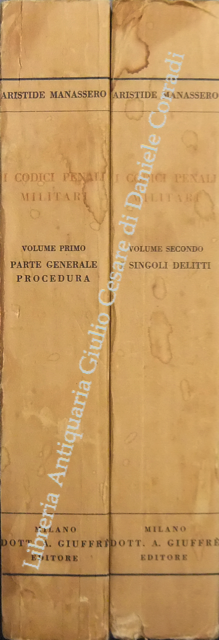 ARISTIDE MANASSERO
I CODICI PENALI
MILITARI
VOLUME PRIMO
PARTE GENERALE
PROCEDURA
MILANO
DOTT. A. GIUFFRÈ
EDITORE
ARISTIDE MANASSERO
I CODICI PENALI
MILITARI
VOLUME SECONDO
SINGOLI DELITTI
MILANO
DOTT. A. GIUFFRÈ
EDITORE
Libreria Antiquaria Giulio Cesare di Daniele Corradi